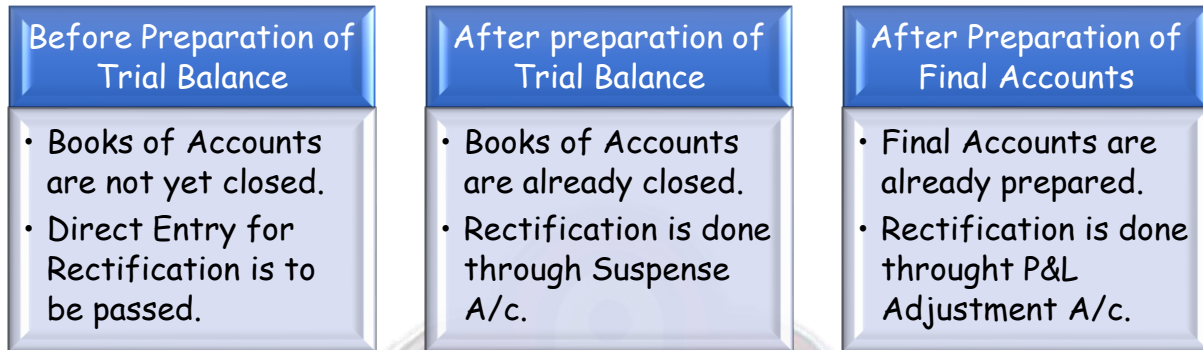 Before Preparation of
Trial Balance
• Books of Accounts
are not yet closed.
• Direct Entry for
Rectification is to
be passed.
After preparation of
Trial Balance
• Books of Accounts
are already closed.
• Rectification is done
through Suspense
A/c.
After Preparation of
Final Accounts
• Final Accounts are
already prepared.
• Rectification is done
throught P&L
Adjustment A/c.